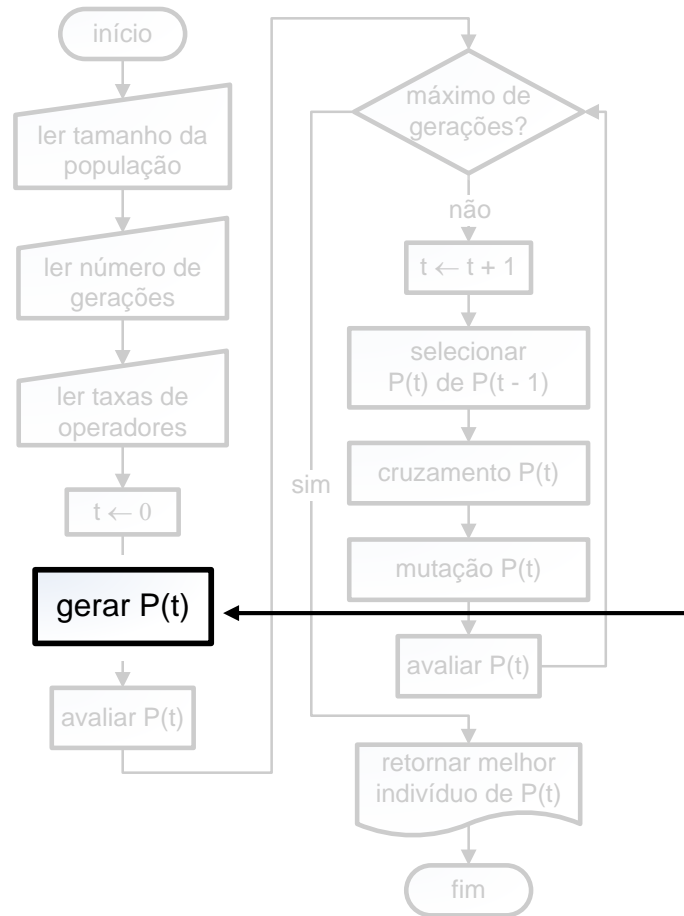 início
ler tamanho da
população
ler número de
gerações
ler taxas de
operadores
t ← 0
gerar P(t)
avaliar P(t)
máximo de
gerações?
não
t ← t + 1
selecionar
P(t) de P(t - 1)
cruzamento P(t)
sim
mutação P(t)
avaliar P(t)
retornar melhor
indivíduo de P(t)
fim